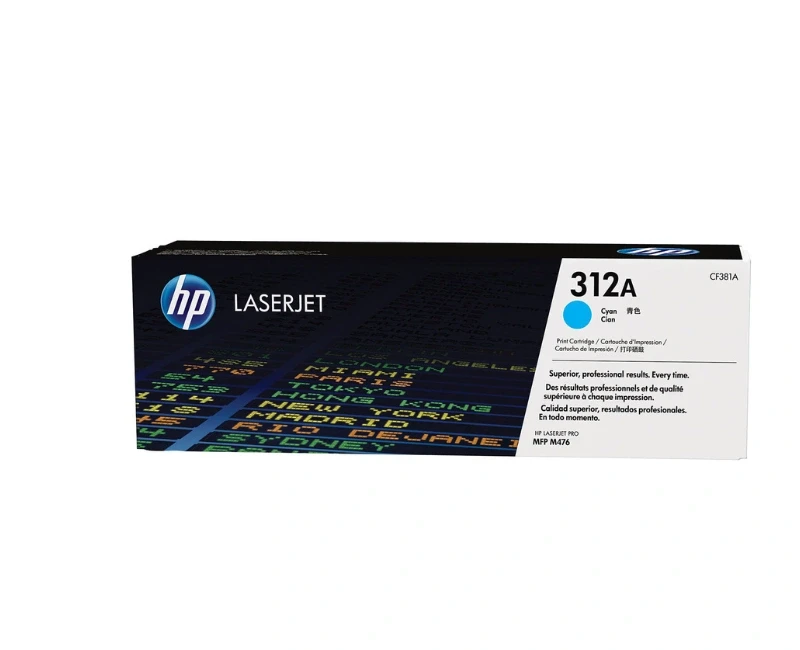 hp
hp
LASERJET
312A
CF381A
Cyan 青色
Cian
Print Cartridge / Cartouche d'Impression /
Cartucho de Impresión / 打印硒鼓
Superior, professional results. Every time.
Des résultats professionnels et de qualité
supérieure à chaque impression.
Calidad superior, resultados profesionales.
En todo momento.
HP LASERJET PRO
MFP M476
LONDON
ANGELES
MIAMI
PARIS
TOKYO
HONG KONG
NEW YORK
MADRID
RIO DE JANEI
SYDNEY